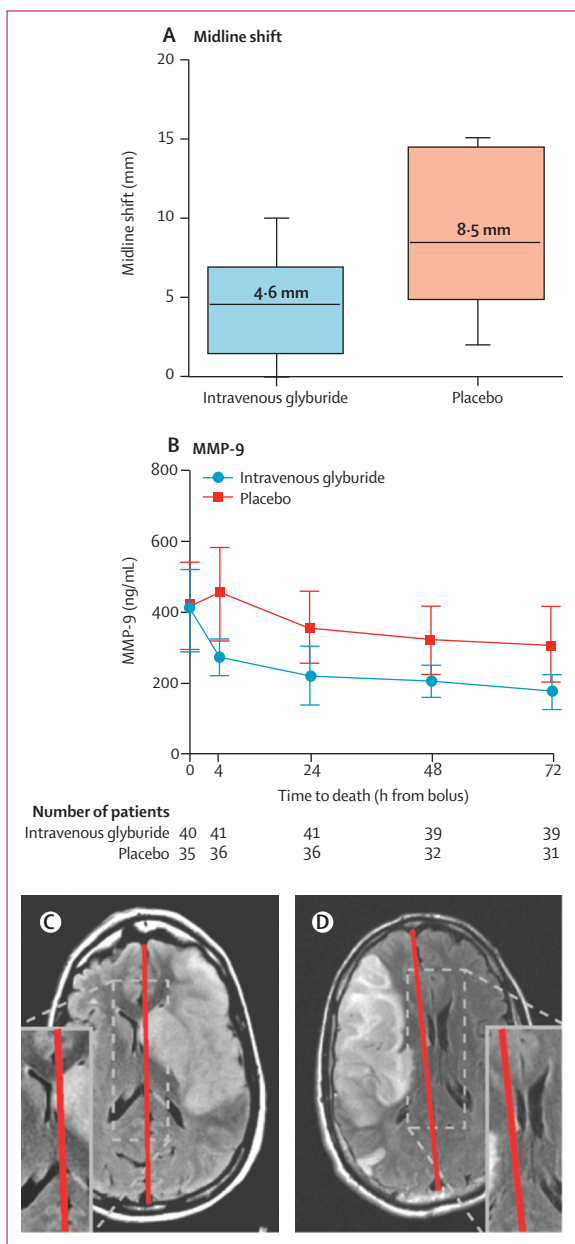 A Midline shift
20
15
10
5
0
Midline shift (mm)
4·6 mm
8·5 mm
Intravenous glyburide
Placebo
B MMP-9
800
600
400
200
0
MMP-9 (ng/mL)
Intravenous glyburide
Placebo
0 4 24 48 72
Time to death (h from bolus)
Number of patients
Intravenous glyburide 40 41 41 39 39
Placebo 35 36 36 32 31
C
D